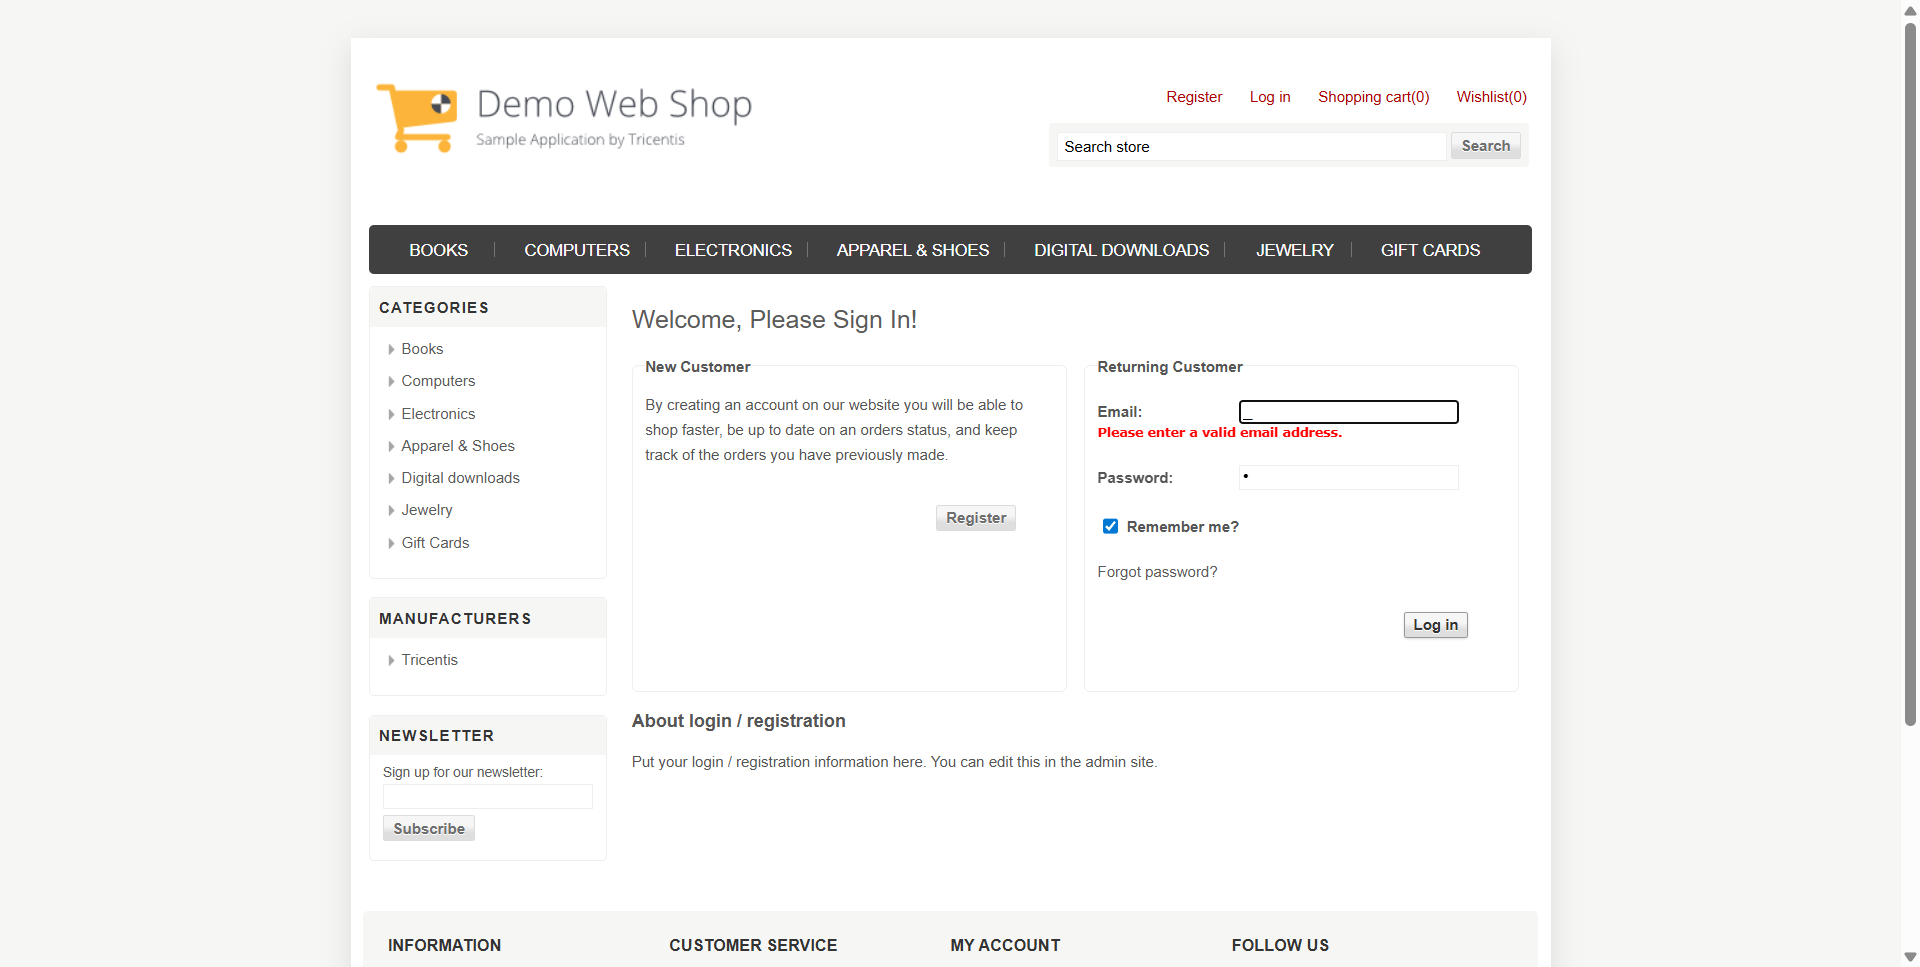 Demo Web Shop
Sample Application by Tricentis
Register Log in Shopping cart(0) Wishlist(0)
Search store Search
BOOKS COMPUTERS ELECTRONICS APPAREL & SHOES DIGITAL DOWNLOADS JEWELRY GIFT CARDS
CATEGORIES
Books
Computers
Electronics
Apparel & Shoes
Digital downloads
Jewelry
Gift Cards
MANUFACTURERS
Tricentis
NEWSLETTER
Sign up for our newsletter:
Subscribe
Welcome, Please Sign In!
New Customer
By creating an account on our website you will be able to
shop faster, be up to date on an orders status, and keep
track of the orders you have previously made.
Register
Returning Customer
Email: _
Please enter a valid email address.
Password: •
Remember me?
Forgot password?
Log in
About login / registration
Put your login / registration information here. You can edit this in the admin site.
INFORMATION CUSTOMER SERVICE MY ACCOUNT FOLLOW US